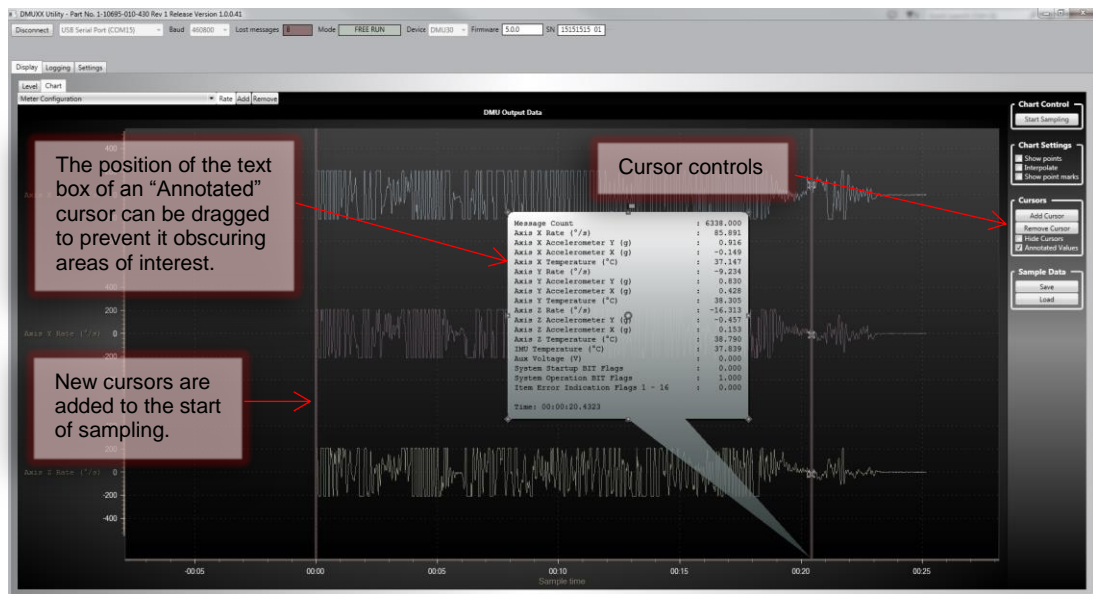 DMUXX Utility - Part No. 1-10695-010-430 Rev 1 Release Version 1.0.0.41
Disconnect USB Serial Port (COM15) Baud 460800 Lost messages 8 Mode FREE RUN Device DMU30 Firmware 5.0.0 SN 15151515 01
Display Logging Settings
Level Chart
Meter Configuration Rate Add Remove
DMU Output Data
Chart Control
Start Sampling
Chart Settings
Show points
Interpolate
Show point marks
Cursors
Add Cursor
Remove Cursor
Hide Cursors
Annotated Values
Sample Data
Save
Load
The position of the text
box of an “Annotated”
cursor can be dragged
to prevent it obscuring
areas of interest.
Cursor controls
New cursors are
added to the start
of sampling.
Message Count : 6338.000
Axis X Rate (°/s) : 85.891
Axis X Accelerometer Y (g) : 0.916
Axis X Accelerometer X (g) : -0.149
Axis X Temperature (°C) : 37.147
Axis Y Rate (°/s) : -9.234
Axis Y Accelerometer Y (g) : 0.830
Axis Y Accelerometer X (g) : 0.428
Axis Y Temperature (°C) : 38.305
Axis Z Rate (°/s) : -16.313
Axis Z Accelerometer Y (g) : -0.457
Axis Z Accelerometer X (g) : 0.153
Axis Z Temperature (°C) : 38.790
IMU Temperature (°C) : 37.839
Aux Voltage (V) : 0.000
System Startup BIT Flags : 0.000
System Operation BIT Flags : 1.000
Item Error Indication Flags 1 - 16 : 0.000
Time: 00:00:20.4323
400
Axis X
400
200
Axis Y Rate (°/s) 0
-200
200
Axis Z Rate (°/s) 0
-200
-400
-00:05 00:00 00:05 00:10 00:15 00:20 00:25
Sample time